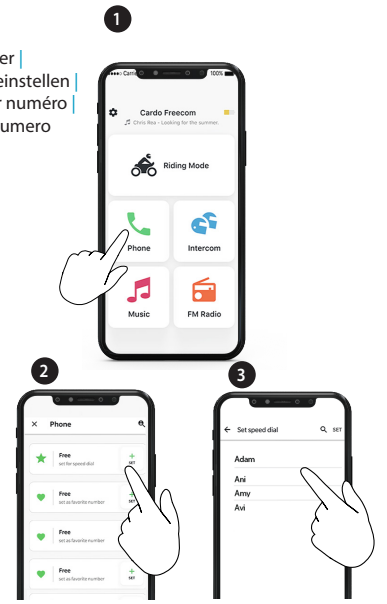 1
er |
einstellen |
r numéro |
umero
100%
Cardo Freecom
Chris Rea - Looking for the summer
Riding Mode
Phone
Intercom
Music
FM Radio
2
Phone
Free
set for speed dial
SET
Free
set as favorite number
SET
Free
set as favorite number
Free
set as favorite number
SET
3
Set speed dial
SET
Adam
Ani
Amy
Avi